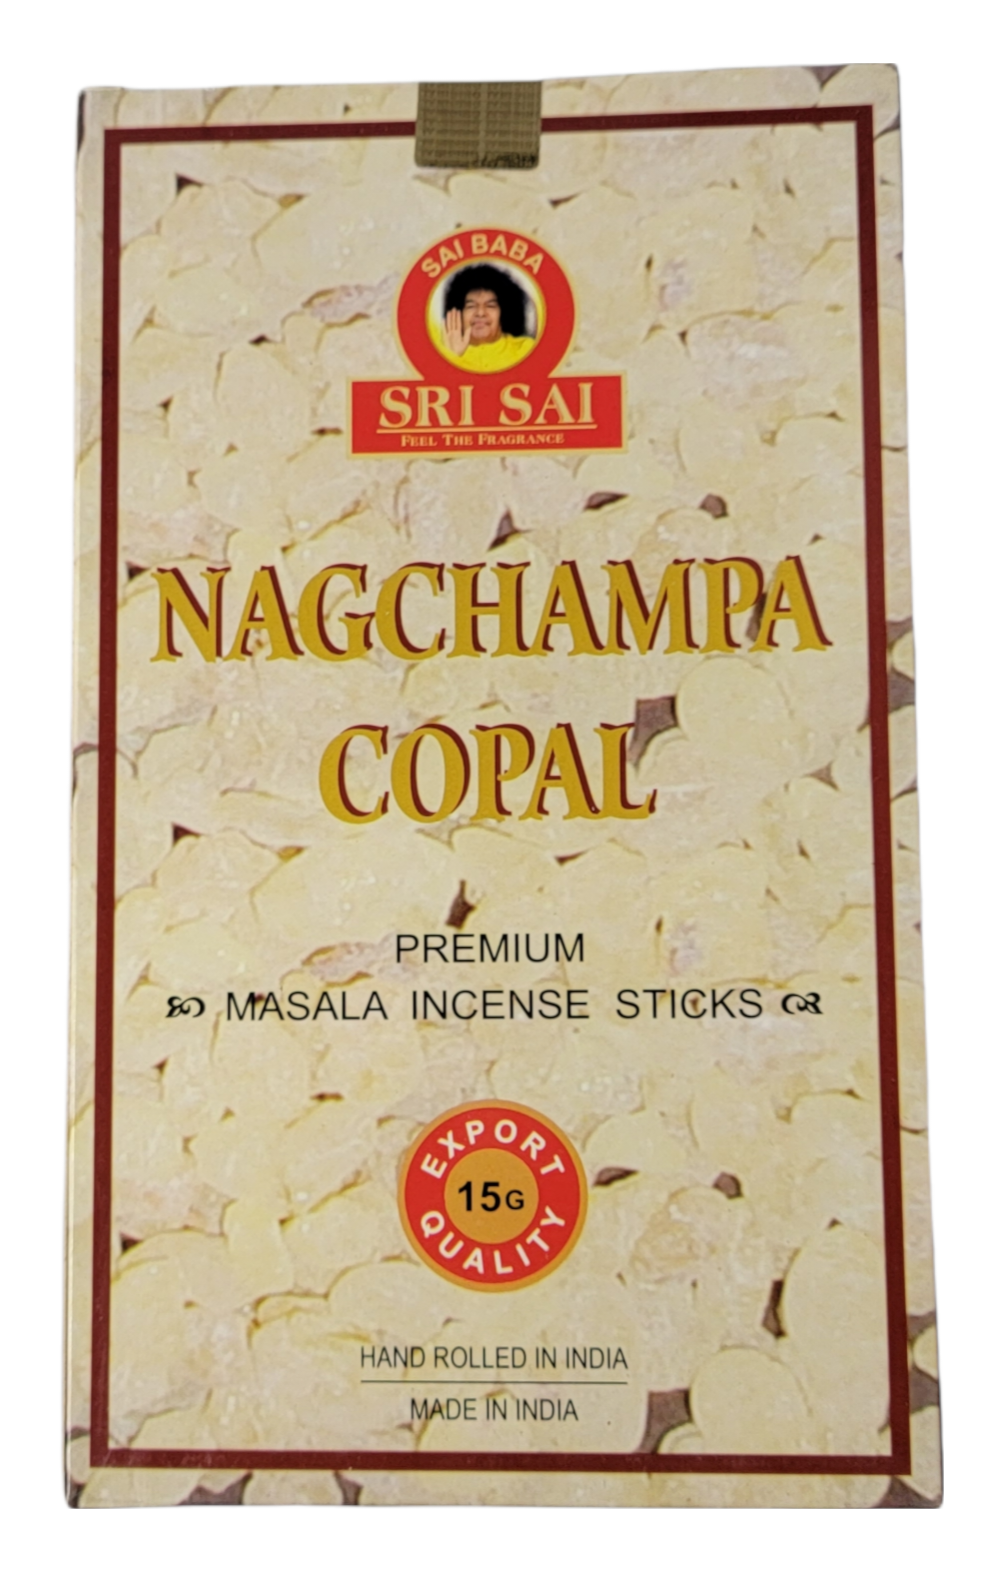 SAI BABA
SRI SAI
FEEL THE FRAGRANCE
NAGCHAMPA
COPAL
PREMIUM
MASALA INCENSE STICKS
EXPORT
15G
QUALITY
HAND ROLLED IN INDIA
MADE IN INDIA